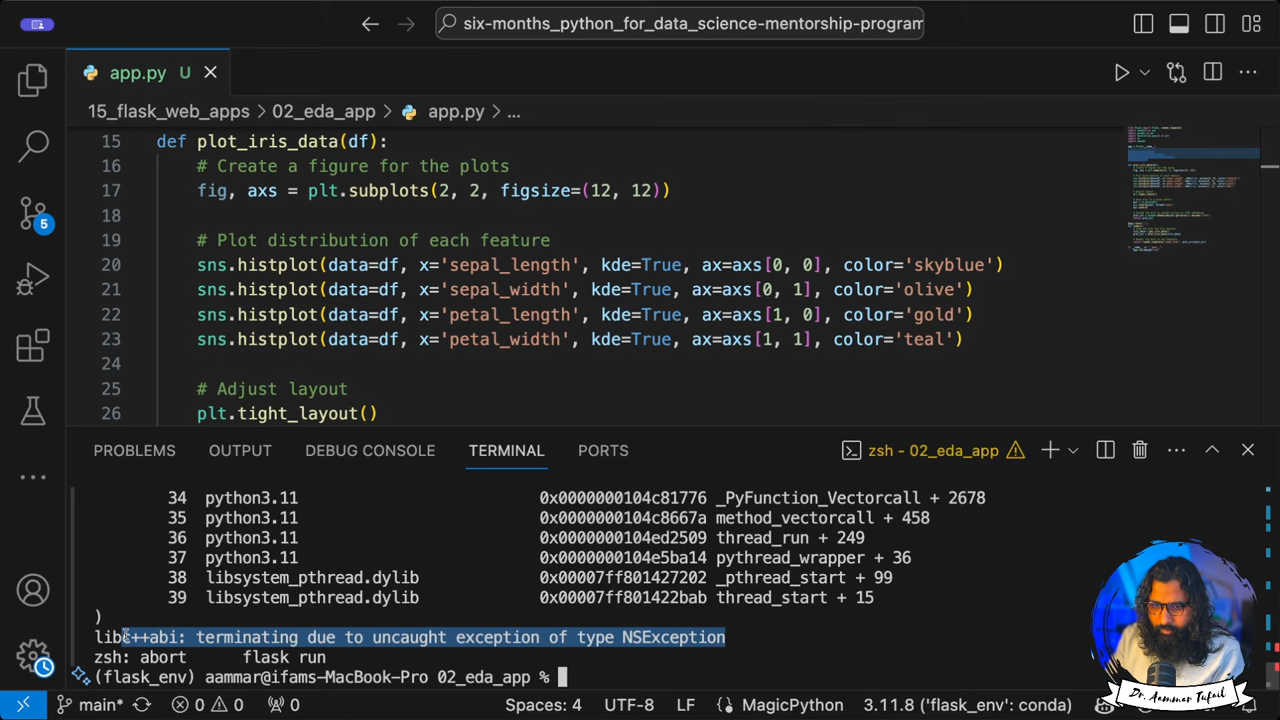 six-months_python_for_data_science-mentorship-program
app.py U
15_flask_web_apps > 02_eda_app > app.py > ...
15 def plot_iris_data(df):
16 # Create a figure for the plots
17 fig, axs = plt.subplots(2, 2, figsize=(12, 12))
18
19 # Plot distribution of each feature
20 sns.histplot(data=df, x='sepal_length', kde=True, ax=axs[0, 0], color='skyblue')
21 sns.histplot(data=df, x='sepal_width', kde=True, ax=axs[0, 1], color='olive')
22 sns.histplot(data=df, x='petal_length', kde=True, ax=axs[1, 0], color='gold')
23 sns.histplot(data=df, x='petal_width', kde=True, ax=axs[1, 1], color='teal')
24
25 # Adjust layout
26 plt.tight_layout()
5
PROBLEMS OUTPUT DEBUG CONSOLE TERMINAL PORTS zsh - 02_eda_app
34 python3.11 0x0000000104c81776 _PyFunction_Vectorcall + 2678
35 python3.11 0x0000000104c8667a method_vectorcall + 458
36 python3.11 0x0000000104ed2509 thread_run + 249
37 python3.11 0x0000000104e5ba14 pythread_wrapper + 36
38 libsystem_pthread.dylib 0x00007ff801427202 _pthread_start + 99
39 libsystem_pthread.dylib 0x00007ff801422bab thread_start + 15
)
libc++abi: terminating due to uncaught exception of type NSException
zsh: abort flask run
(flask_env) aammar@ifams-MacBook-Pro 02_eda_app %
Dr. Aammar Tufail
main* 0 0 0 Spaces: 4 UTF-8 LF { } MagicPython 3.11.8 ('flask_env': conda)